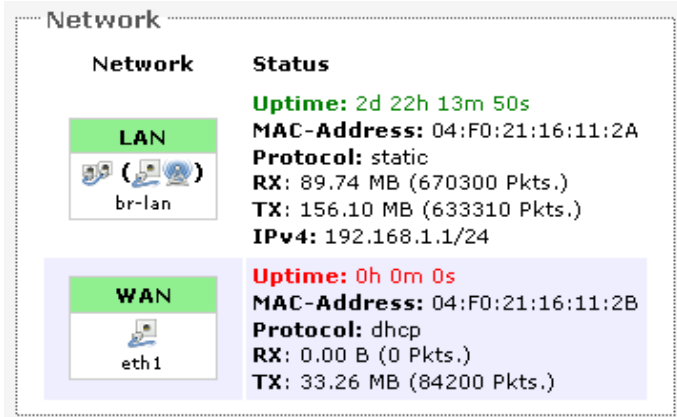 Network
Network Status
LAN
( )
br-lan
Uptime: 2d 22h 13m 50s
MAC-Address: 04:F0:21:16:11:2A
Protocol: static
RX: 89.74 MB (670300 Pkts.)
TX: 156.10 MB (633310 Pkts.)
IPv4: 192.168.1.1/24
WAN
eth1
Uptime: 0h 0m 0s
MAC-Address: 04:F0:21:16:11:2B
Protocol: dhcp
RX: 0.00 B (0 Pkts.)
TX: 33.26 MB (84200 Pkts.)